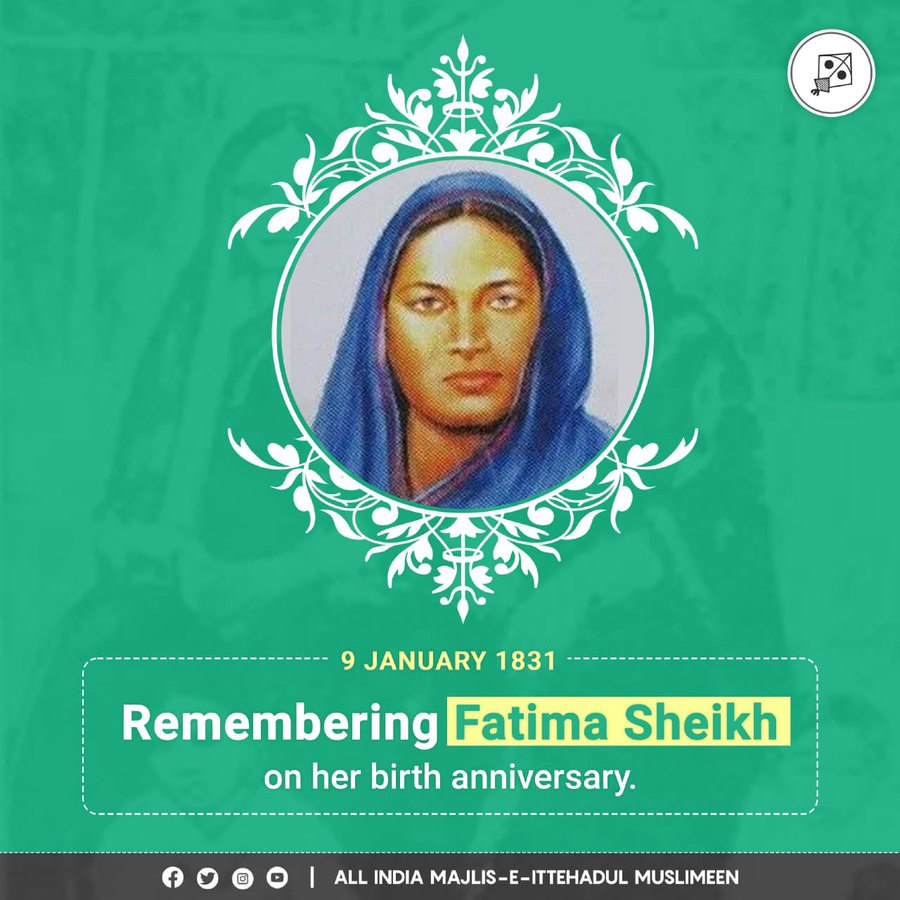 9 JANUARY 1831
Remembering Fatima Sheikh
on her birth anniversary.
| ALL INDIA MAJLIS-E-ITTEHADUL MUSLIMEEN